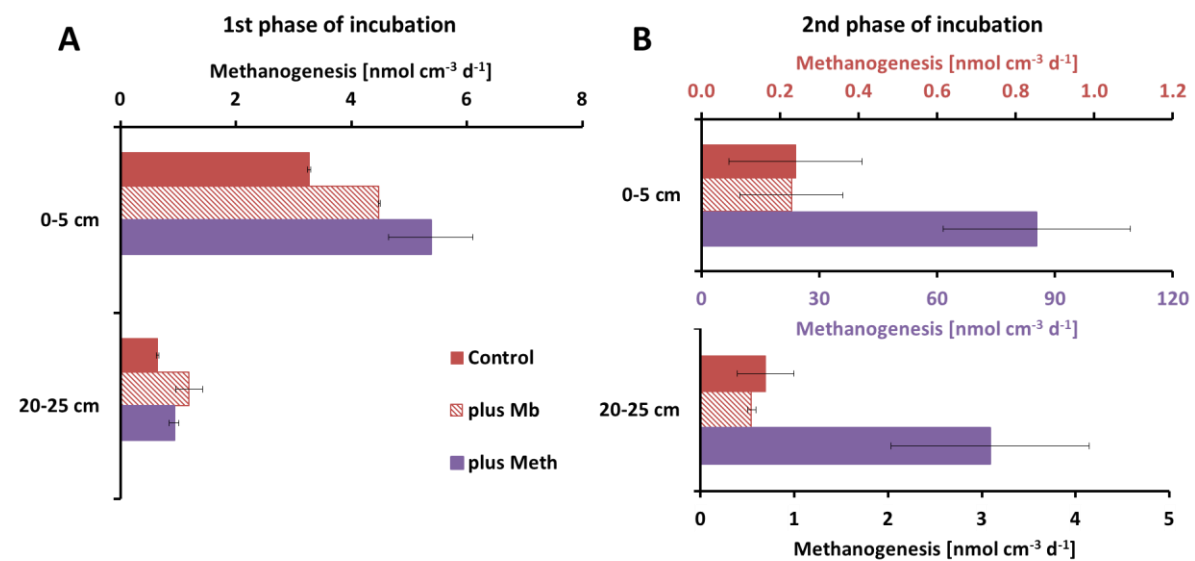 A
1st phase of incubation
Methanogenesis [nmol cm⁻³ d⁻¹]
0 2 4 6 8
0-5 cm
20-25 cm
Control
plus Mb
plus Meth
B
2nd phase of incubation
Methanogenesis [nmol cm⁻³ d⁻¹]
0.0 0.2 0.4 0.6 0.8 1.0 1.2
0-5 cm
0 30 60 90 120
Methanogenesis [nmol cm⁻³ d⁻¹]
20-25 cm
0 1 2 3 4 5
Methanogenesis [nmol cm⁻³ d⁻¹]